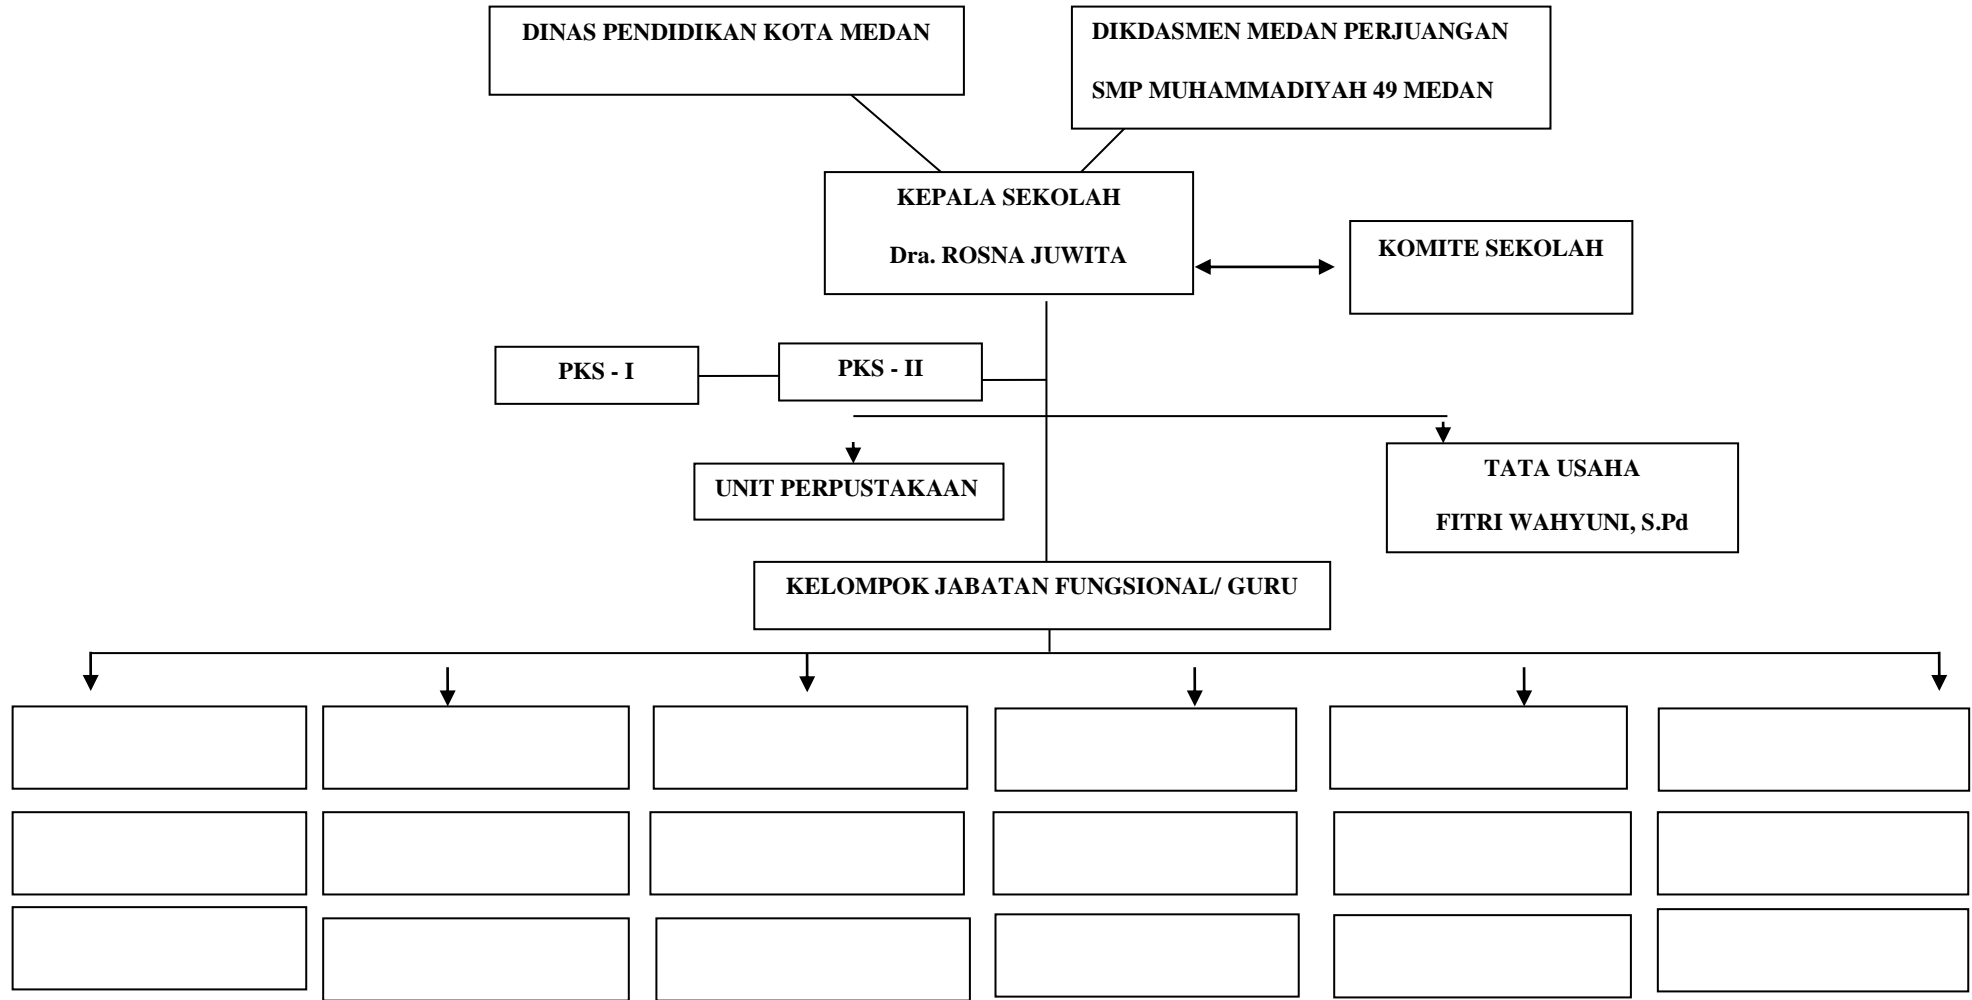 DINAS PENDIDIKAN KOTA MEDAN
DIKDASMEN MEDAN PERJUANGAN
SMP MUHAMMADIYAH 49 MEDAN
KEPALA SEKOLAH
Dra. ROSNA JUWITA
KOMITE SEKOLAH
PKS - I
PKS - II
UNIT PERPUSTAKAAN
TATA USAHA
FITRI WAHYUNI, S.Pd
KELOMPOK JABATAN FUNGSIONAL/ GURU